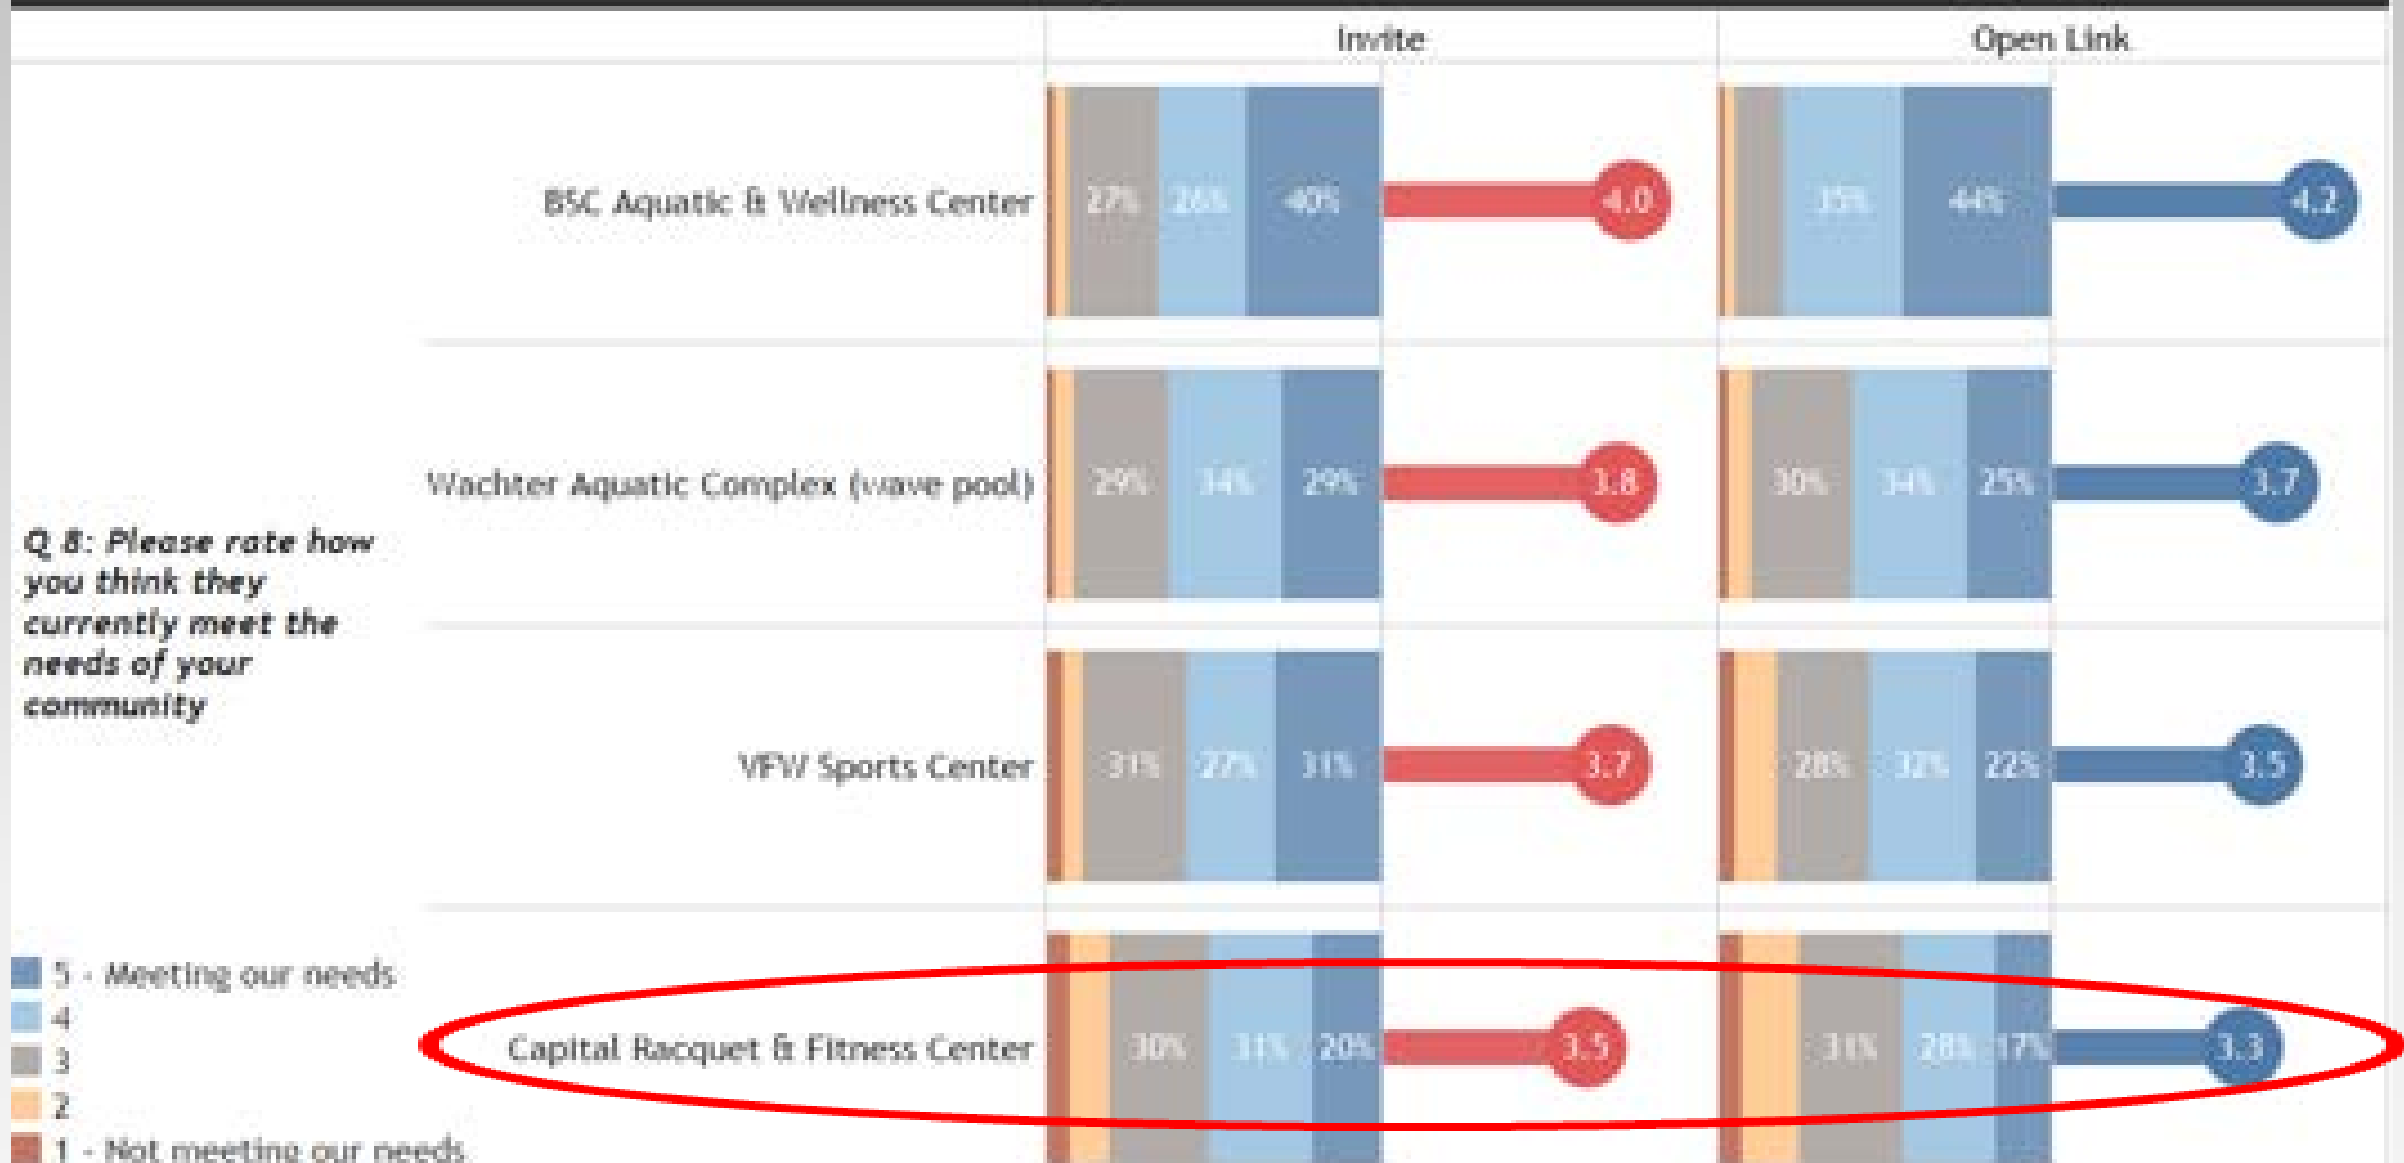 Invite
Open Link
BSC Aquatic & Wellness Center
27% 26% 40% 4.0
35% 44% 4.2
Wachter Aquatic Complex (wave pool)
29% 34% 29% 3.8
30% 34% 25% 3.7
Q 8: Please rate how
you think they
currently meet the
needs of your
community
VFW Sports Center
31% 27% 31% 3.7
28% 32% 22% 3.5
Capital Racquet & Fitness Center
30% 31% 20% 3.5
31% 28% 17% 3.3
5 - Meeting our needs
4
3
2
1 - Not meeting our needs